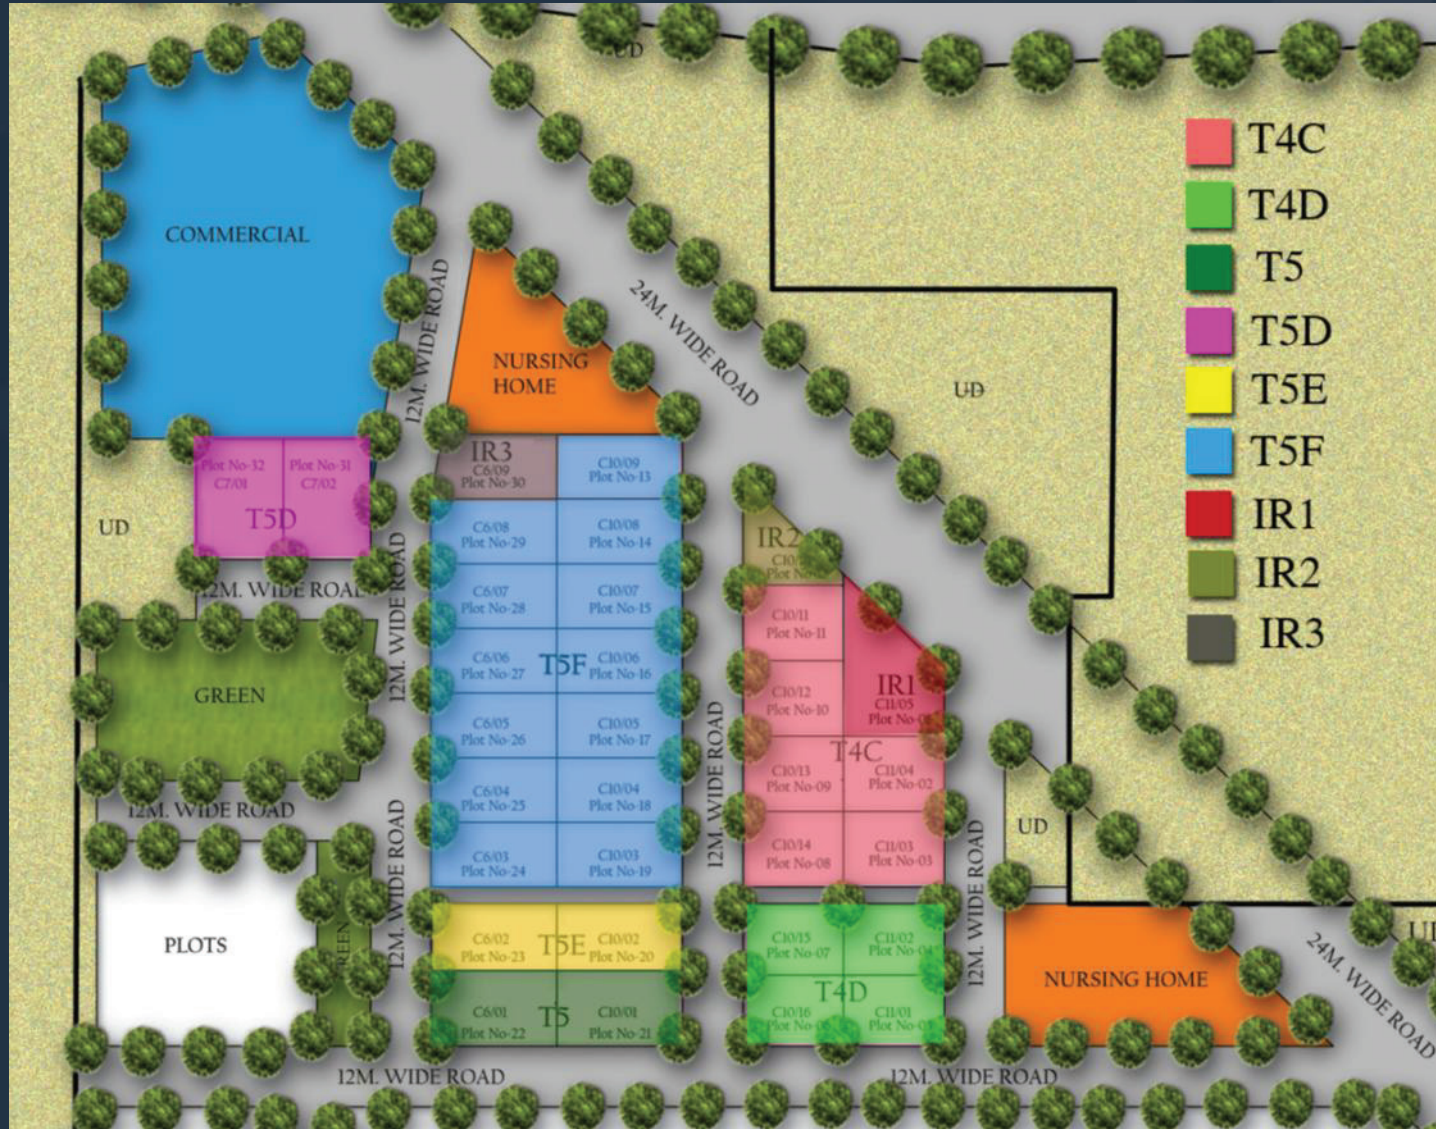 UD
T4C
T4D
T5
T5D
T5E
T5F
IR1
IR2
IR3
COMMERCIAL
12M. WIDE ROAD
24M. WIDE ROAD
NURSING
HOME
UD
IR3
C6/09
Plot No-30
C10/09
Plot No-13
Plot No-32
C7/01
Plot No-31
C7/02
T5D
UD
C6/08
Plot No-29
C10/08
Plot No-14
IR2
12M. WIDE ROAD
12M. WIDE ROAD
C6/07
Plot No-28
C10/07
Plot No-15
C10/11
Plot No-11
GREEN
C6/06
Plot No-27
T5F
C10/06
Plot No-16
C10/12
Plot No-10
IR1
C11/05
C6/05
Plot No-26
C10/05
Plot No-17
T4C
C10/13
Plot No-09
C11/04
Plot No-02
12M. WIDE ROAD
12M. WIDE ROAD
C6/04
Plot No-25
C10/04
Plot No-18
12M. WIDE ROAD
C6/03
Plot No-24
C10/03
Plot No-19
C10/14
Plot No-08
C11/03
Plot No-03
12M. WIDE ROAD
UD
PLOTS
C6/02
Plot No-23
T5E
C10/02
Plot No-20
C10/15
Plot No-07
C11/02
Plot No-04
NURSING HOME
24M. WIDE ROAD
UD
C6/01
Plot No-22
T5
C10/01
Plot No-21
T4D
C10/16
Plot No-06
C11/01
Plot No-05
12M. WIDE ROAD
12M. WIDE ROAD